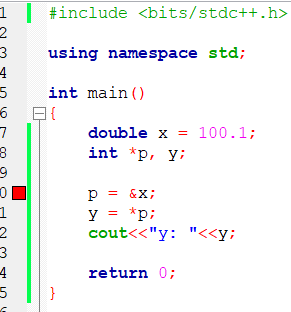 1 #include <bits/stdc++.h>
2
3 using namespace std;
4
5 int main()
6 {
7 double x = 100.1;
8 int *p, y;
9
0 p = &x;
1 y = *p;
2 cout<<"y: "<<y;
3
4 return 0;
5 }